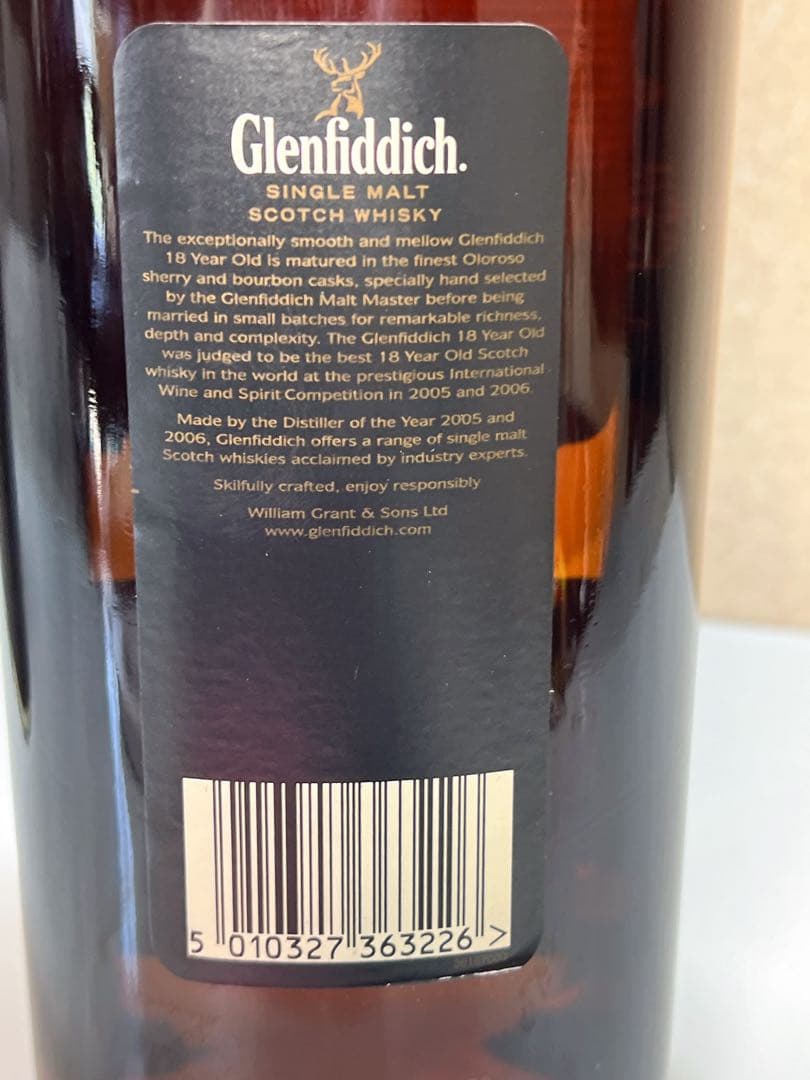 Glenfiddich.
SINGLE MALT
SCOTCH WHISKY
The exceptionally smooth and mellow Glenfiddich
18 Year Old is matured in the finest Oloroso
sherry and bourbon casks, specially hand selected
by the Glenfiddich Malt Master before being
married in small batches for remarkable richness,
depth and complexity. The Glenfiddich 18 Year Old
was judged to be the best 18 Year Old Scotch
whisky in the world at the prestigious International
Wine and Spirit Competition in 2005 and 2006.
Made by the Distiller of the Year 2005 and
2006, Glenfiddich offers a range of single malt
Scotch whiskies acclaimed by industry experts.
Skilfully crafted, enjoy responsibly
William Grant & Sons Ltd
www.glenfiddich.com
5 010327 363226 >